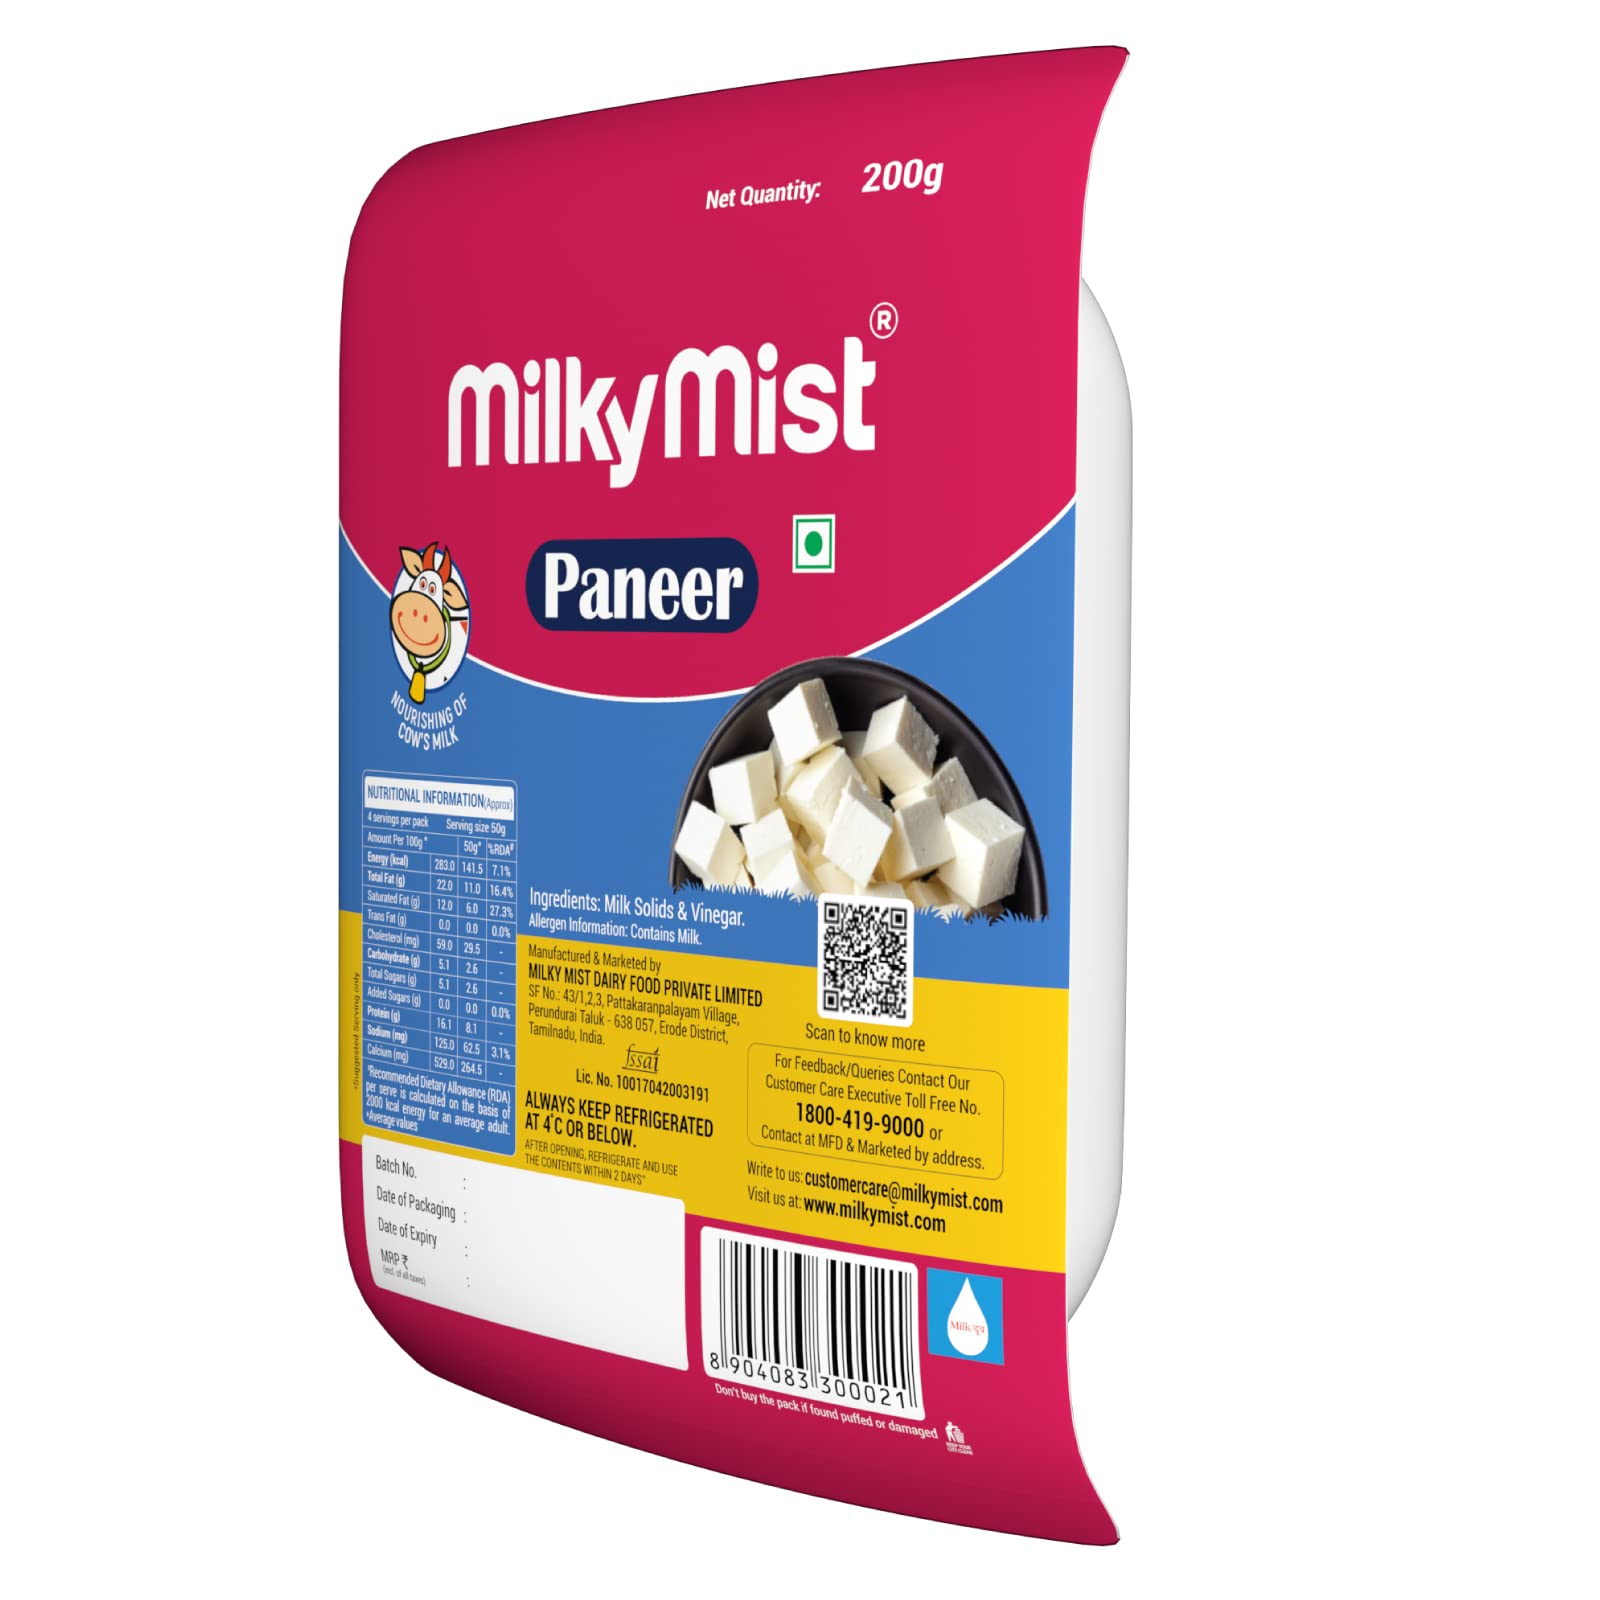 Net Quantity: 200g
milkymist®
Paneer
NOURISHING OF
COW'S MILK
NUTRITIONAL INFORMATION(Approx)
4 servings per pack Serving size 50g
Amount Per 100g* 50g* %RDA#
Energy (kcal) 283.0 141.5 7.1%
Total Fat (g) 22.0 11.0 16.4%
Saturated Fat (g) 12.0 6.0 27.3%
Trans Fat (g) 0.0 0.0 0.0%
Cholesterol (mg) 59.0 29.5 -
Carbohydrate (g) 5.1 2.6 -
Total Sugars (g) 5.1 2.6 -
Added Sugars (g) 0.0 0.0 0.0%
Protein (g) 16.1 8.1 -
Sodium (mg) 125.0 62.5 3.1%
Calcium (mg) 529.0 264.5 -
#Recommended Dietary Allowance (RDA)
per serve is calculated on the basis of
2000 kcal energy for an average adult.
*Average values
*Suggested Serving only
Ingredients: Milk Solids & Vinegar.
Allergen Information: Contains Milk.
Manufactured & Marketed by
MILKY MIST DAIRY FOOD PRIVATE LIMITED
SF No.: 43/1,2,3, Pattakaranpalayam Village,
Perundurai Taluk - 638 057, Erode District,
Tamilnadu, India.
fssai
Lic. No. 10017042003191
ALWAYS KEEP REFRIGERATED
AT 4°C OR BELOW.
AFTER OPENING, REFRIGERATE AND USE
THE CONTENTS WITHIN 2 DAYS"
Scan to know more
For Feedback/Queries Contact Our
Customer Care Executive Toll Free No.
1800-419-9000 or
Contact at MFD & Marketed by address.
Write to us: customercare@milkymist.com
Visit us at: www.milkymist.com
Batch No. :
Date of Packaging :
Date of Expiry :
MRP ₹ :
(incl. of all taxes)
8 904083 300021
Milk/दूध
Don't buy the pack if found puffed or damaged
KEEP YOUR
CITY CLEAN